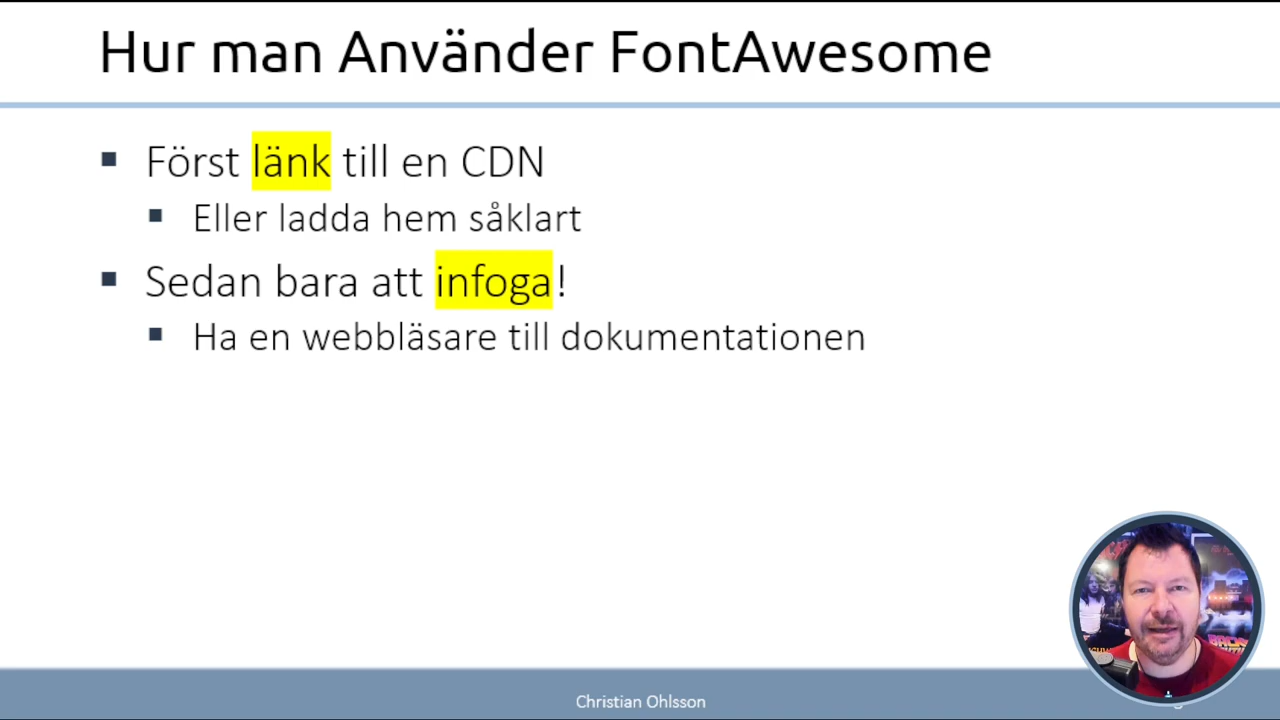 Hur man Använder FontAwesome
Först länk till en CDN
Eller ladda hem såklart
Sedan bara att infoga!
Ha en webbläsare till dokumentationen
BACK
Christian Ohlsson